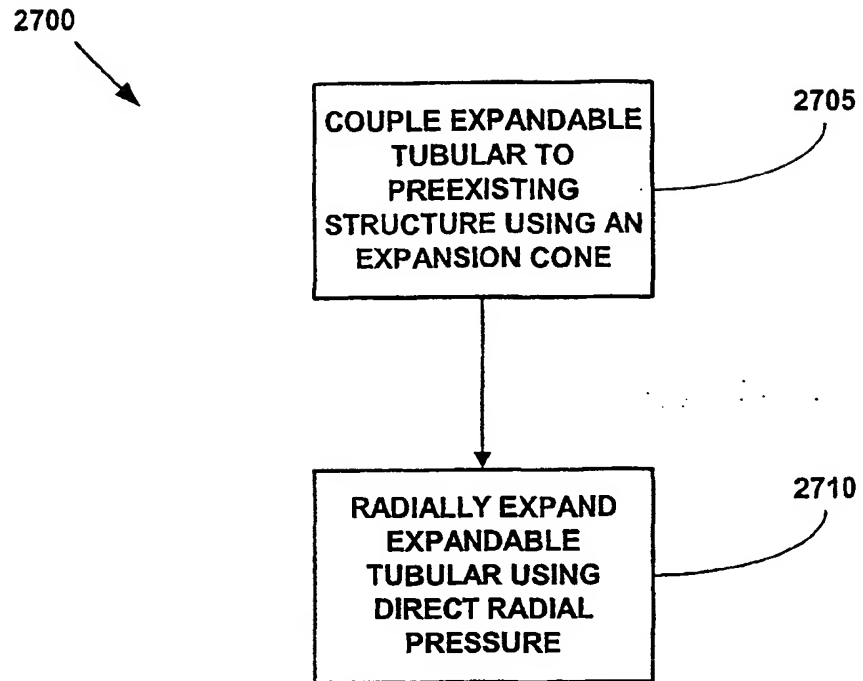 2700
2705
COUPLE EXPANDABLE
TUBULAR TO
PREEXISTING
STRUCTURE USING AN
EXPANSION CONE
2710
RADIALLY EXPAND
EXPANDABLE
TUBULAR USING
DIRECT RADIAL
PRESSURE